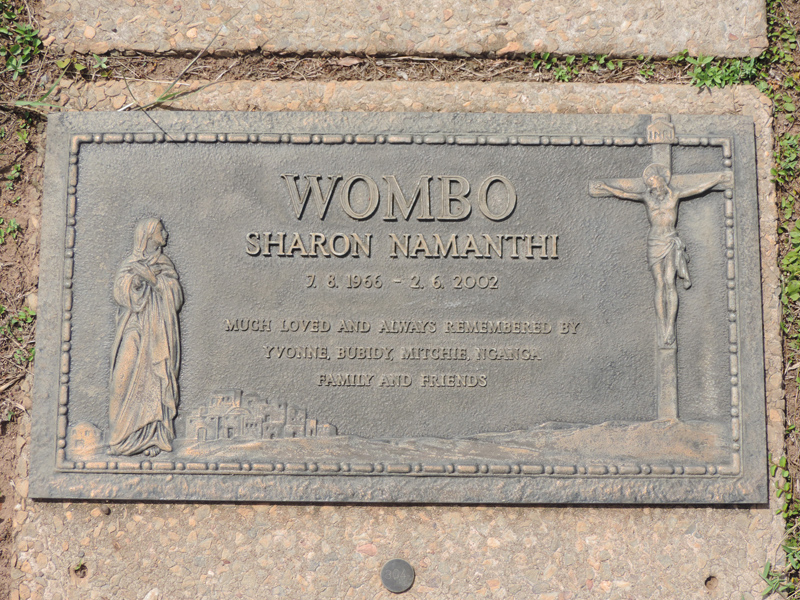 INRI
WOMBO
SHARON NAMANTHI
7. 8. 1966 - 2. 6. 2002
MUCH LOVED AND ALWAYS REMEMBERED BY
YVONNE, BUBIDY, MITCHIE, NGANGA
FAMILY AND FRIENDS